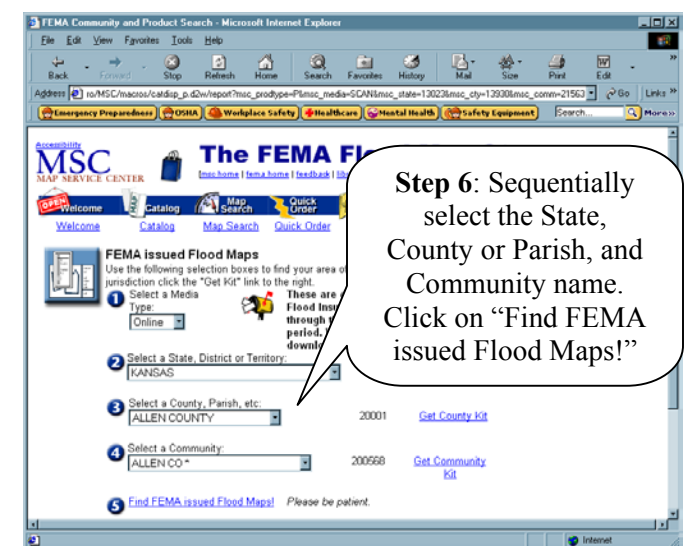 FEMA Community and Product Search - Microsoft Internet Explorer
File Edit View Favorites Tools Help
Back Forward Stop Refresh Home Search Favorites History Mail Size Print Edit
Address ro/MSC/macros/catdisp_p.d2w/report?msc_prodtype=P&msc_media=SCAN&msc_state=13023&msc_cty=13930&msc_comm=21563 Go Links »
Emergency Preparedness OSHA Workplace Safety Healthcare Mental Health Safety Equipment Search... More»
Accessibility
MSC
MAP SERVICE CENTER
The FEMA Fl
msc.home | fema.home | feedback |
OPEN Welcome Catalog Map Search Quick Order
Welcome Catalog Map Search Quick Order
Step 6: Sequentially
select the State,
County or Parish, and
Community name.
Click on “Find FEMA
issued Flood Maps!”
FEMA issued Flood Maps
Use the following selection boxes to find your area of
jurisdiction click the "Get Kit" link to the right.
1 Select a Media
Type:
Online
These are
Flood Insu
through t
period.
downlo
2 Select a State, District or Territory:
KANSAS
3 Select a County, Parish, etc:
ALLEN COUNTY 20001 Get County Kit
4 Select a Community:
ALLEN CO * 200568 Get Community
Kit
5 Find FEMA issued Flood Maps! Please be patient.
Internet